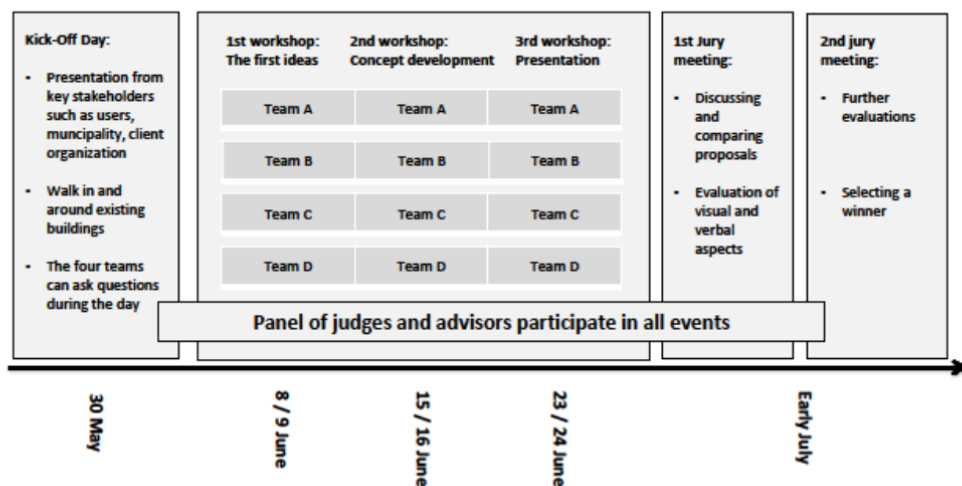 Kick-Off Day:
- Presentation from
key stakeholders
such as users,
muncipality, client
organization
- Walk in and
around existing
buildings
- The four teams
can ask questions
during the day
1st workshop:
The first ideas
2nd workshop:
Concept development
3rd workshop:
Presentation
Team A
Team A
Team A
Team B
Team B
Team B
Team C
Team C
Team C
Team D
Team D
Team D
1st Jury
meeting:
- Discussing
and
comparing
proposals
- Evaluation of
visual and
verbal
aspects
2nd jury
meeting:
- Further
evaluations
- Selecting a
winner
Panel of judges and advisors participate in all events
30 May
8 / 9 June
15 / 16 June
23 / 24 June
Early July